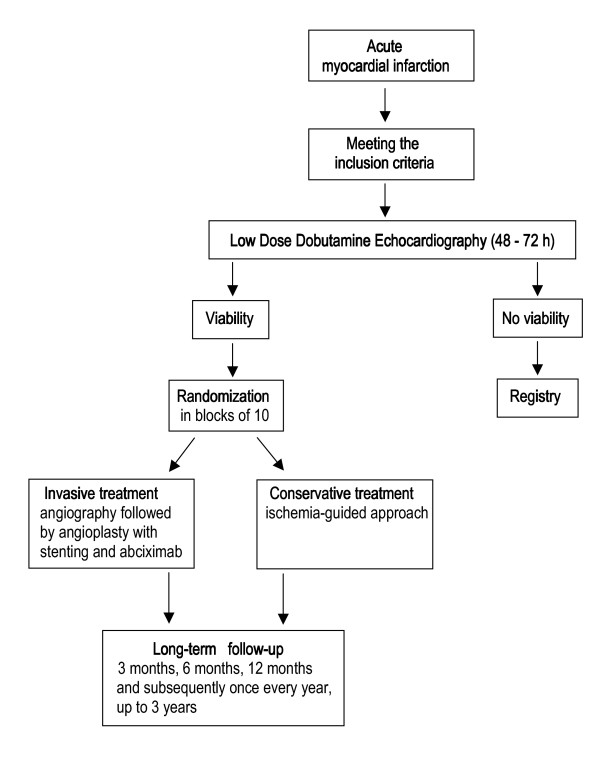 Acute
myocardial infarction
Meeting the
inclusion criteria
Low Dose Dobutamine Echocardiography (48 - 72 h)
Viability
No viability
Randomization
in blocks of 10
Registry
Invasive treatment
angiography followed
by angioplasty with
stenting and abciximab
Conservative treatment
ischemia-guided approach
Long-term follow-up
3 months, 6 months, 12 months
and subsequently once every year,
up to 3 years